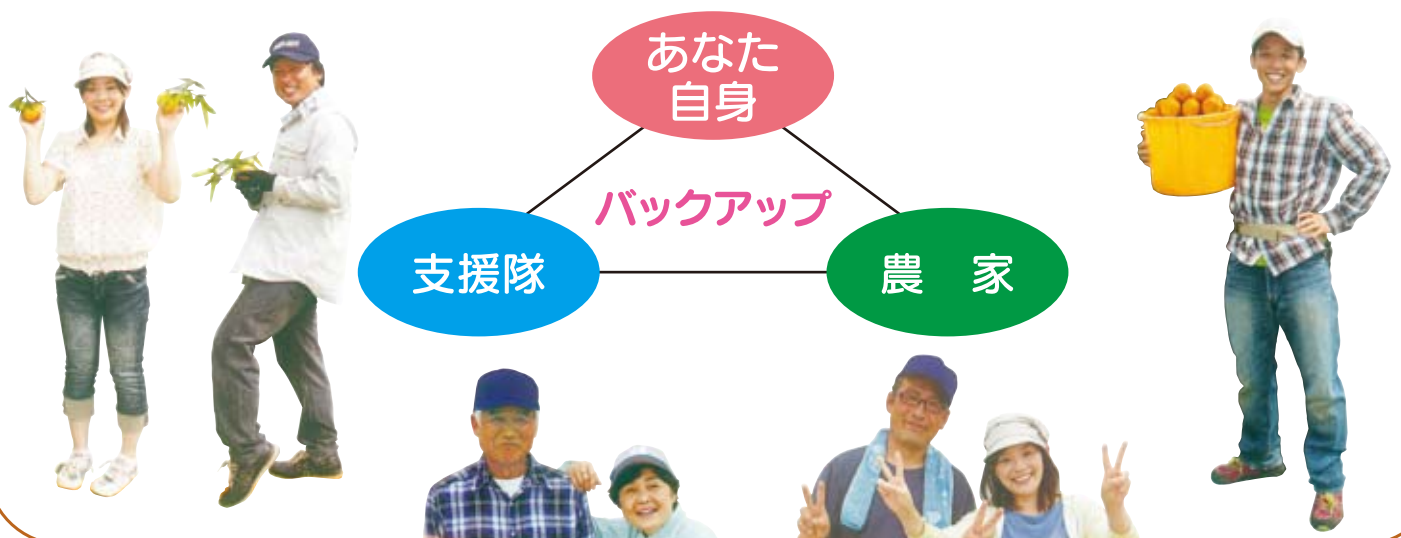 あなた
自身
バックアップ
支援隊
農　家